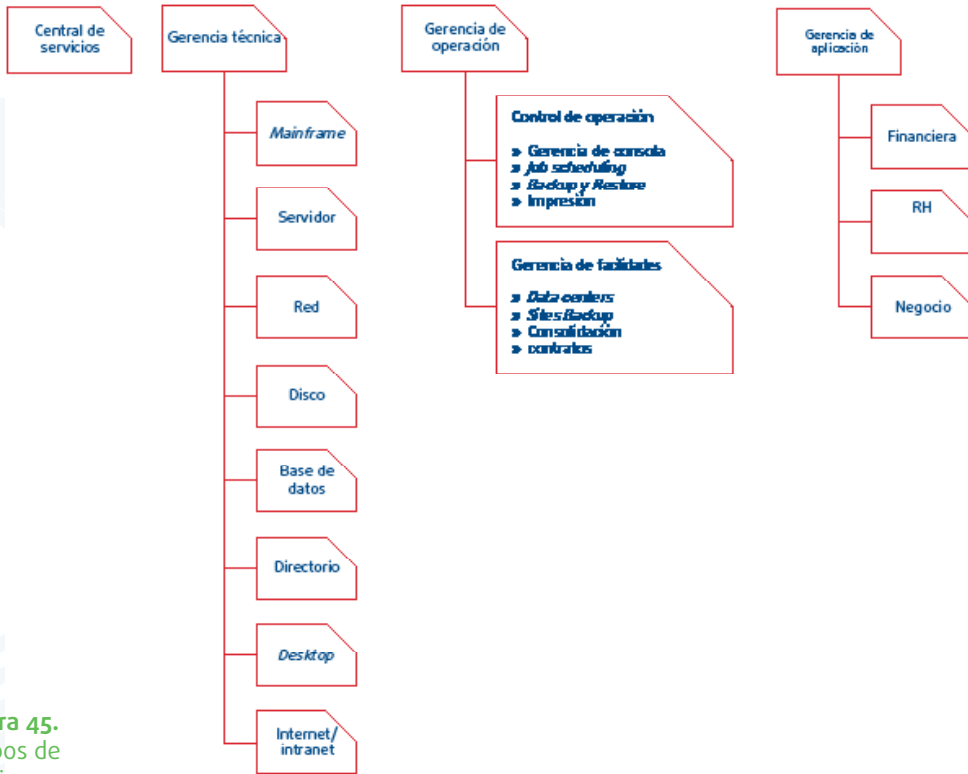 Central de
servicios
Gerencia técnica
Mainframe
Servidor
Red
Disco
Base de
datos
Directorio
Desktop
Internet/
intranet
Gerencia de
operación
Control de operación
» Gerencia de consola
» Job scheduling
» Backup y Restore
» Impresión
Gerencia de facilidades
» Data centers
» Sites Backup
» Consolidación
» contratos
Gerencia de
aplicación
Financiera
RH
Negocio
ra 45.
os de